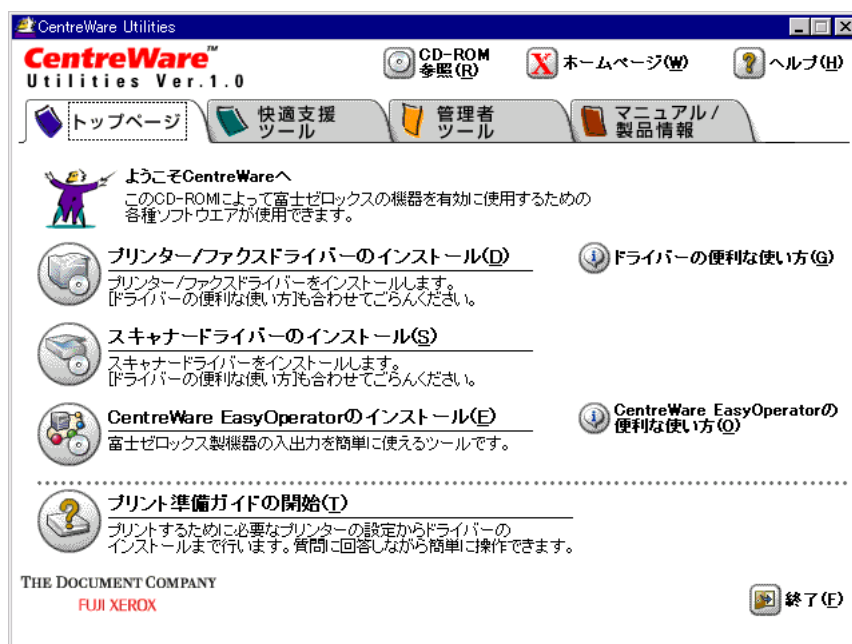 CentreWare Utilities
CentreWare™
Utilities Ver.1.0
CD-ROM
参照(R)
ホームページ(W)
ヘルプ(H)
トップページ
快適支援
ツール
管理者
ツール
マニュアル/
製品情報
ようこそCentreWareへ
このCD-ROMによって富士ゼロックスの機器を有効に使用するための
各種ソフトウエアが使用できます。
プリンター/ファクスドライバーのインストール(D)
プリンター/ファクスドライバーをインストールします。
[ドライバーの便利な使い方]も合わせてごらんください。
ドライバーの便利な使い方(G)
スキャナードライバーのインストール(S)
スキャナードライバーをインストールします。
[ドライバーの便利な使い方]も合わせてごらんください。
CentreWare EasyOperatorのインストール(E)
富士ゼロックス製機器の入出力を簡単に使えるツールです。
CentreWare EasyOperatorの
便利な使い方(O)
プリント準備ガイドの開始(T)
プリントするために必要なプリンターの設定からドライバーの
インストールまで行います。質問に回答しながら簡単に操作できます。
THE DOCUMENT COMPANY
FUJI XEROX
終了(F)